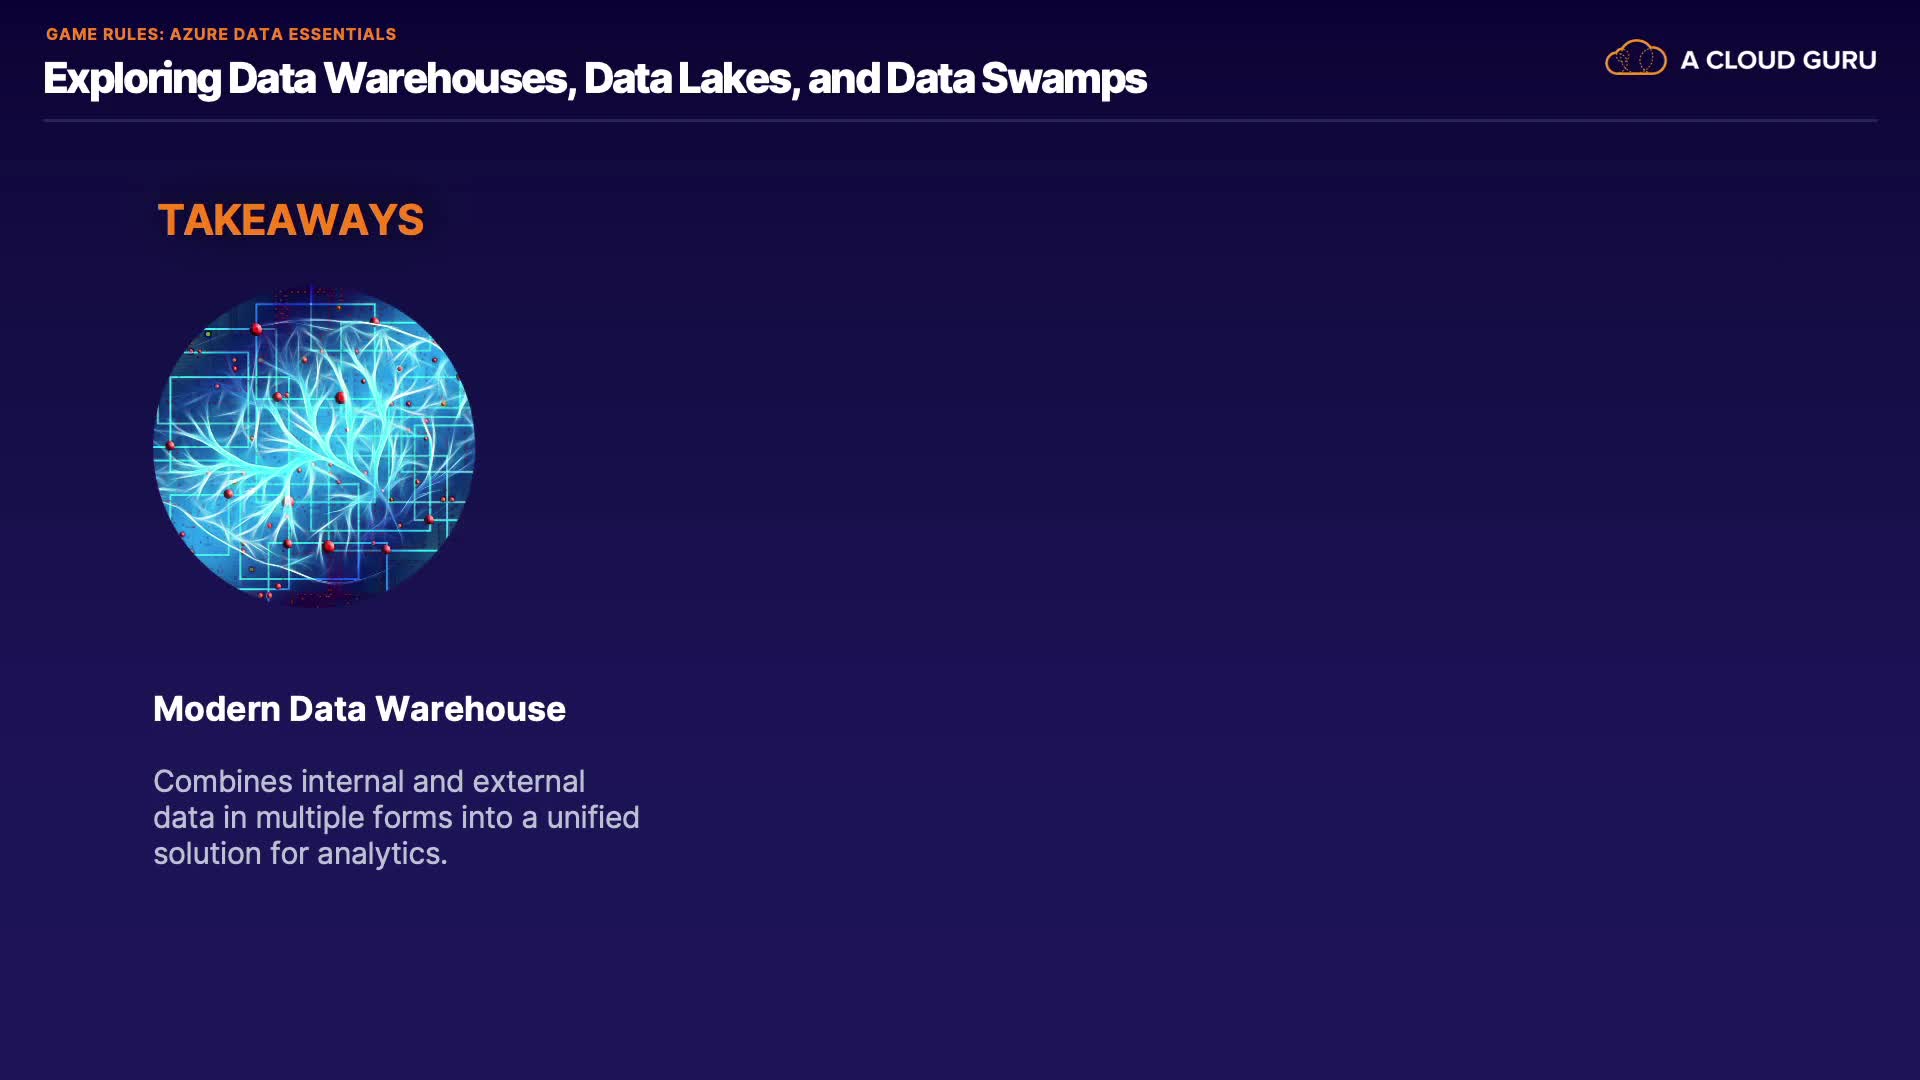 GAME RULES: AZURE DATA ESSENTIALS
Exploring Data Warehouses, Data Lakes, and Data Swamps
A CLOUD GURU
TAKEAWAYS
Modern Data Warehouse
Combines internal and external
data in multiple forms into a unified
solution for analytics.